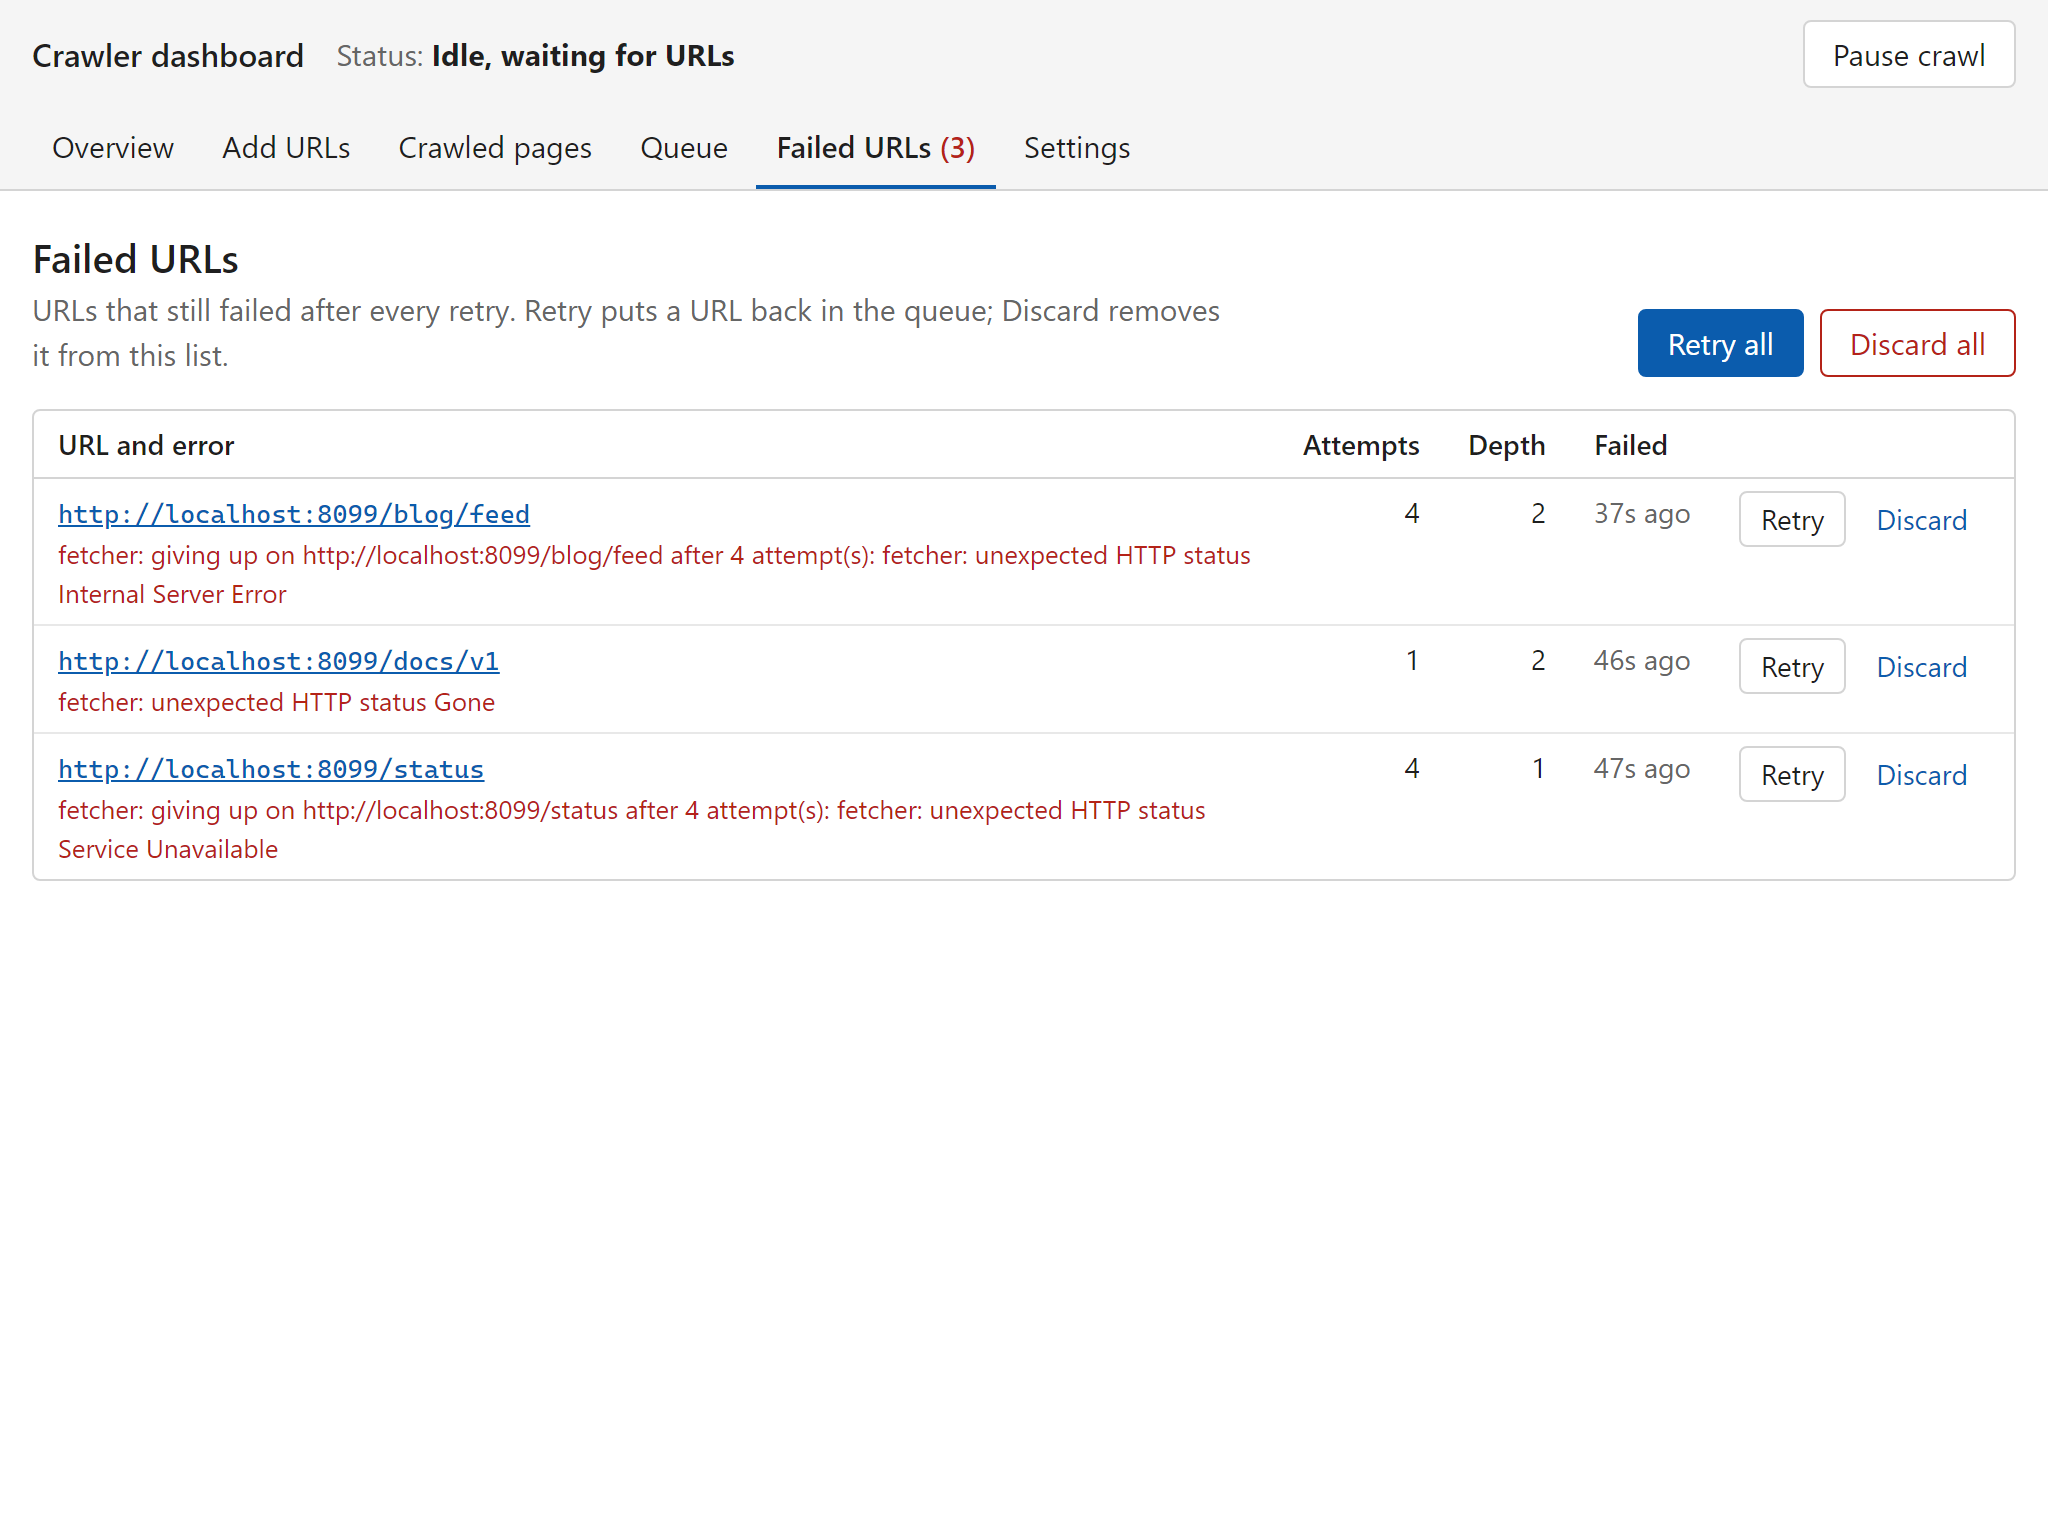 Crawler dashboard Status: Idle, waiting for URLs Pause crawl
Overview Add URLs Crawled pages Queue Failed URLs (3) Settings
Failed URLs
URLs that still failed after every retry. Retry puts a URL back in the queue; Discard removes
it from this list.
Retry all Discard all
URL and error Attempts Depth Failed
http://localhost:8099/blog/feed 4 2 37s ago Retry Discard
fetcher: giving up on http://localhost:8099/blog/feed after 4 attempt(s): fetcher: unexpected HTTP status
Internal Server Error
http://localhost:8099/docs/v1 1 2 46s ago Retry Discard
fetcher: unexpected HTTP status Gone
http://localhost:8099/status 4 1 47s ago Retry Discard
fetcher: giving up on http://localhost:8099/status after 4 attempt(s): fetcher: unexpected HTTP status
Service Unavailable